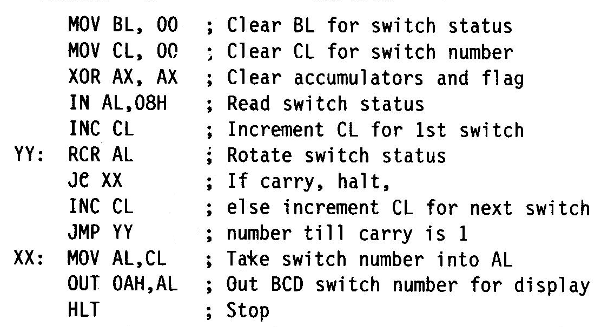 MOV BL, 00 ; Clear BL for switch status
MOV CL, 00 ; Clear CL for switch number
XOR AX, AX ; Clear accumulators and flag
IN AL,08H ; Read switch status
INC CL ; Increment CL for 1st switch
YY: RCR AL ; Rotate switch status
JC XX ; If carry, halt,
INC CL ; else increment CL for next switch
JMP YY ; number till carry is 1
XX: MOV AL,CL ; Take switch number into AL
OUT 0AH,AL ; Out BCD switch number for display
HLT ; Stop